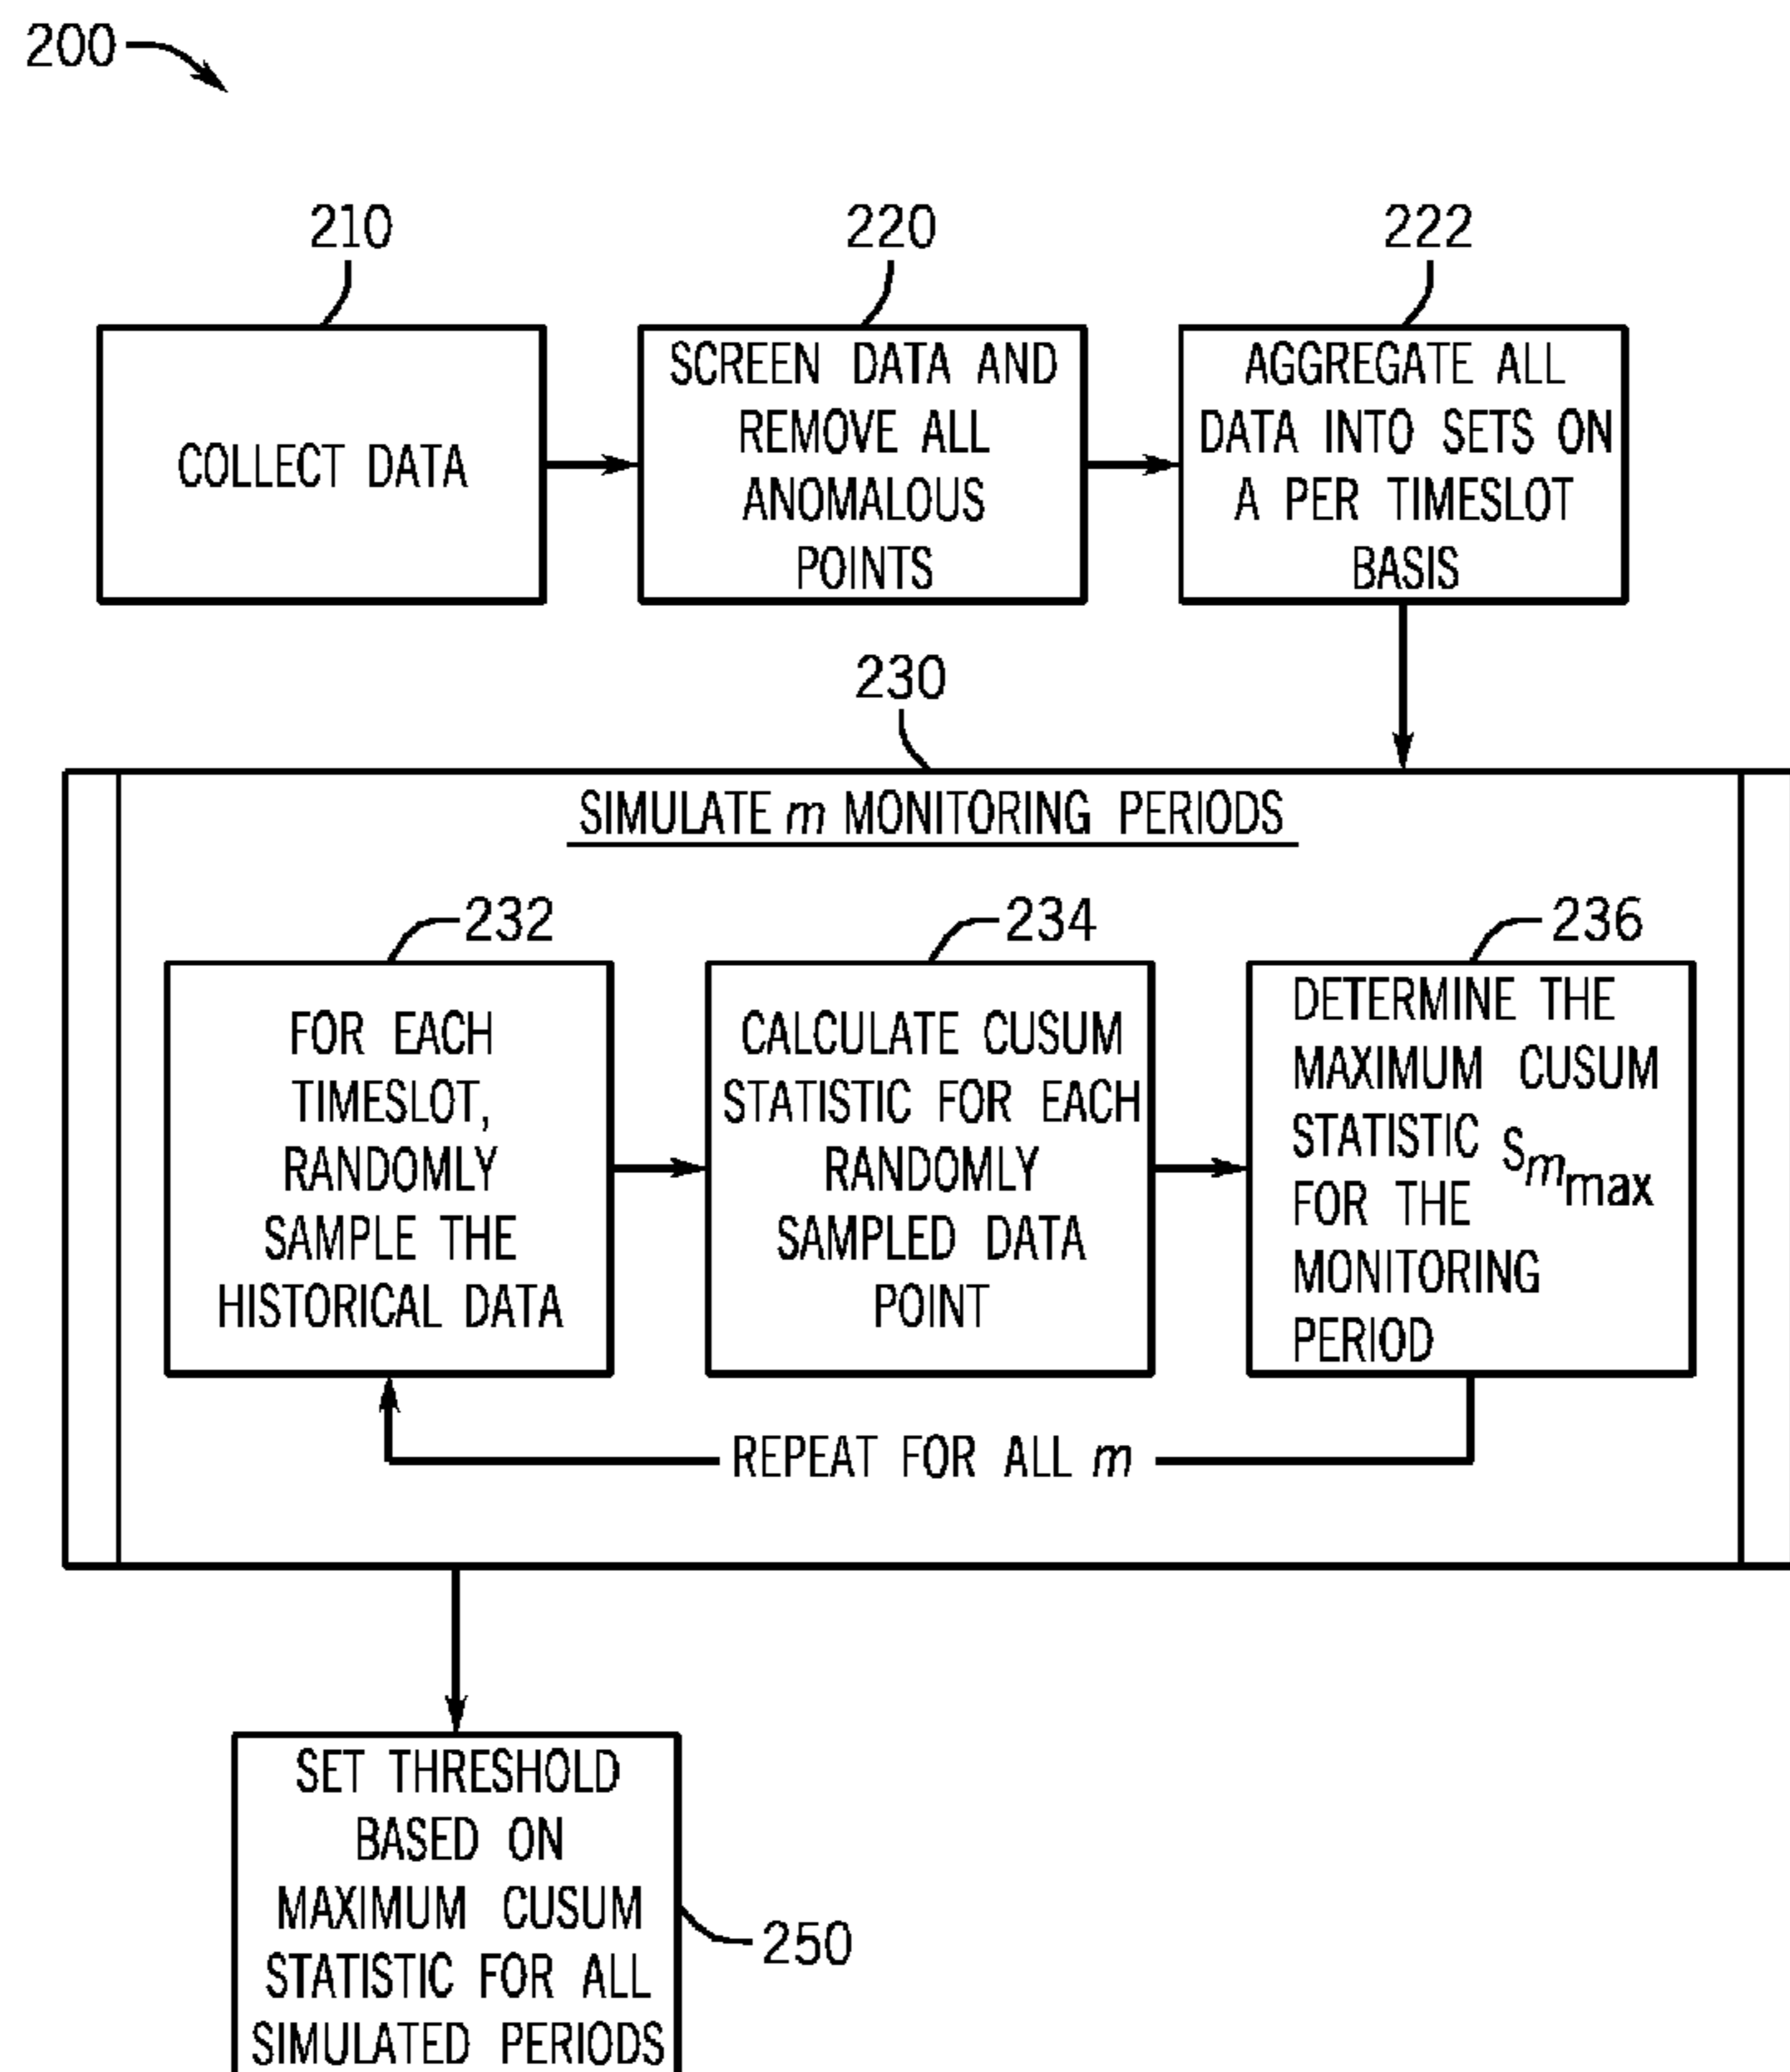 200
210
220
222
COLLECT DATA
SCREEN DATA AND
REMOVE ALL
ANOMALOUS
POINTS
AGGREGATE ALL
DATA INTO SETS ON
A PER TIMESLOT
BASIS
230
SIMULATE m MONITORING PERIODS
232
234
236
FOR EACH
TIMESLOT,
RANDOMLY
SAMPLE THE
HISTORICAL DATA
CALCULATE CUSUM
STATISTIC FOR EACH
RANDOMLY
SAMPLED DATA
POINT
DETERMINE THE
MAXIMUM CUSUM
STATISTIC Smmax
FOR THE
MONITORING
PERIOD
REPEAT FOR ALL m
SET THRESHOLD
BASED ON
MAXIMUM CUSUM
STATISTIC FOR ALL
SIMULATED PERIODS
250